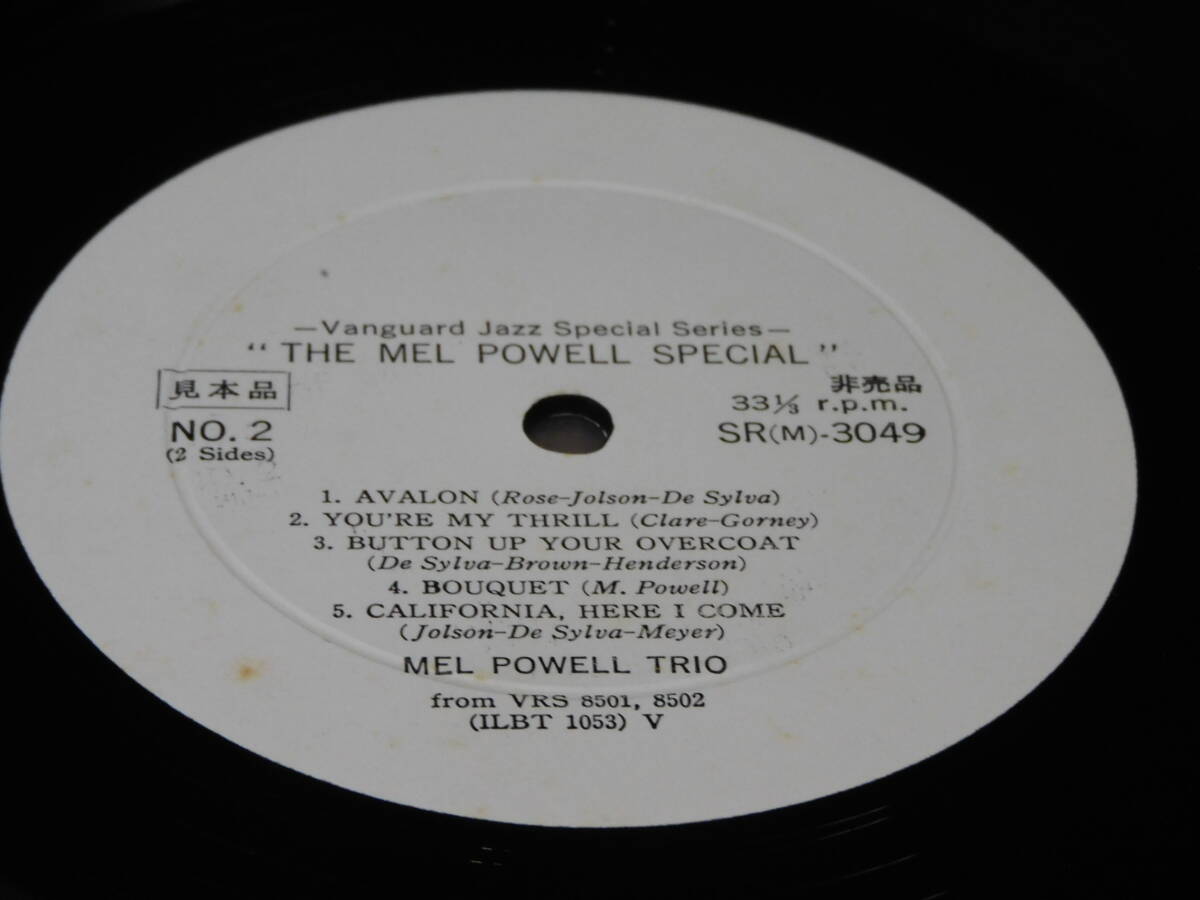 —Vanguard Jazz Special Series—
“THE MEL POWELL SPECIAL”
見本品
非売品
NO. 2
33⅓ r.p.m.
(2 Sides)
SR(M)-3049
1. AVALON (Rose-Jolson-De Sylva)
2. YOU'RE MY THRILL (Clare-Gorney)
3. BUTTON UP YOUR OVERCOAT
(De Sylva-Brown-Henderson)
4. BOUQUET (M. Powell)
5. CALIFORNIA, HERE I COME
(Jolson-De Sylva-Meyer)
MEL POWELL TRIO
from VRS 8501, 8502
(ILBT 1053) V